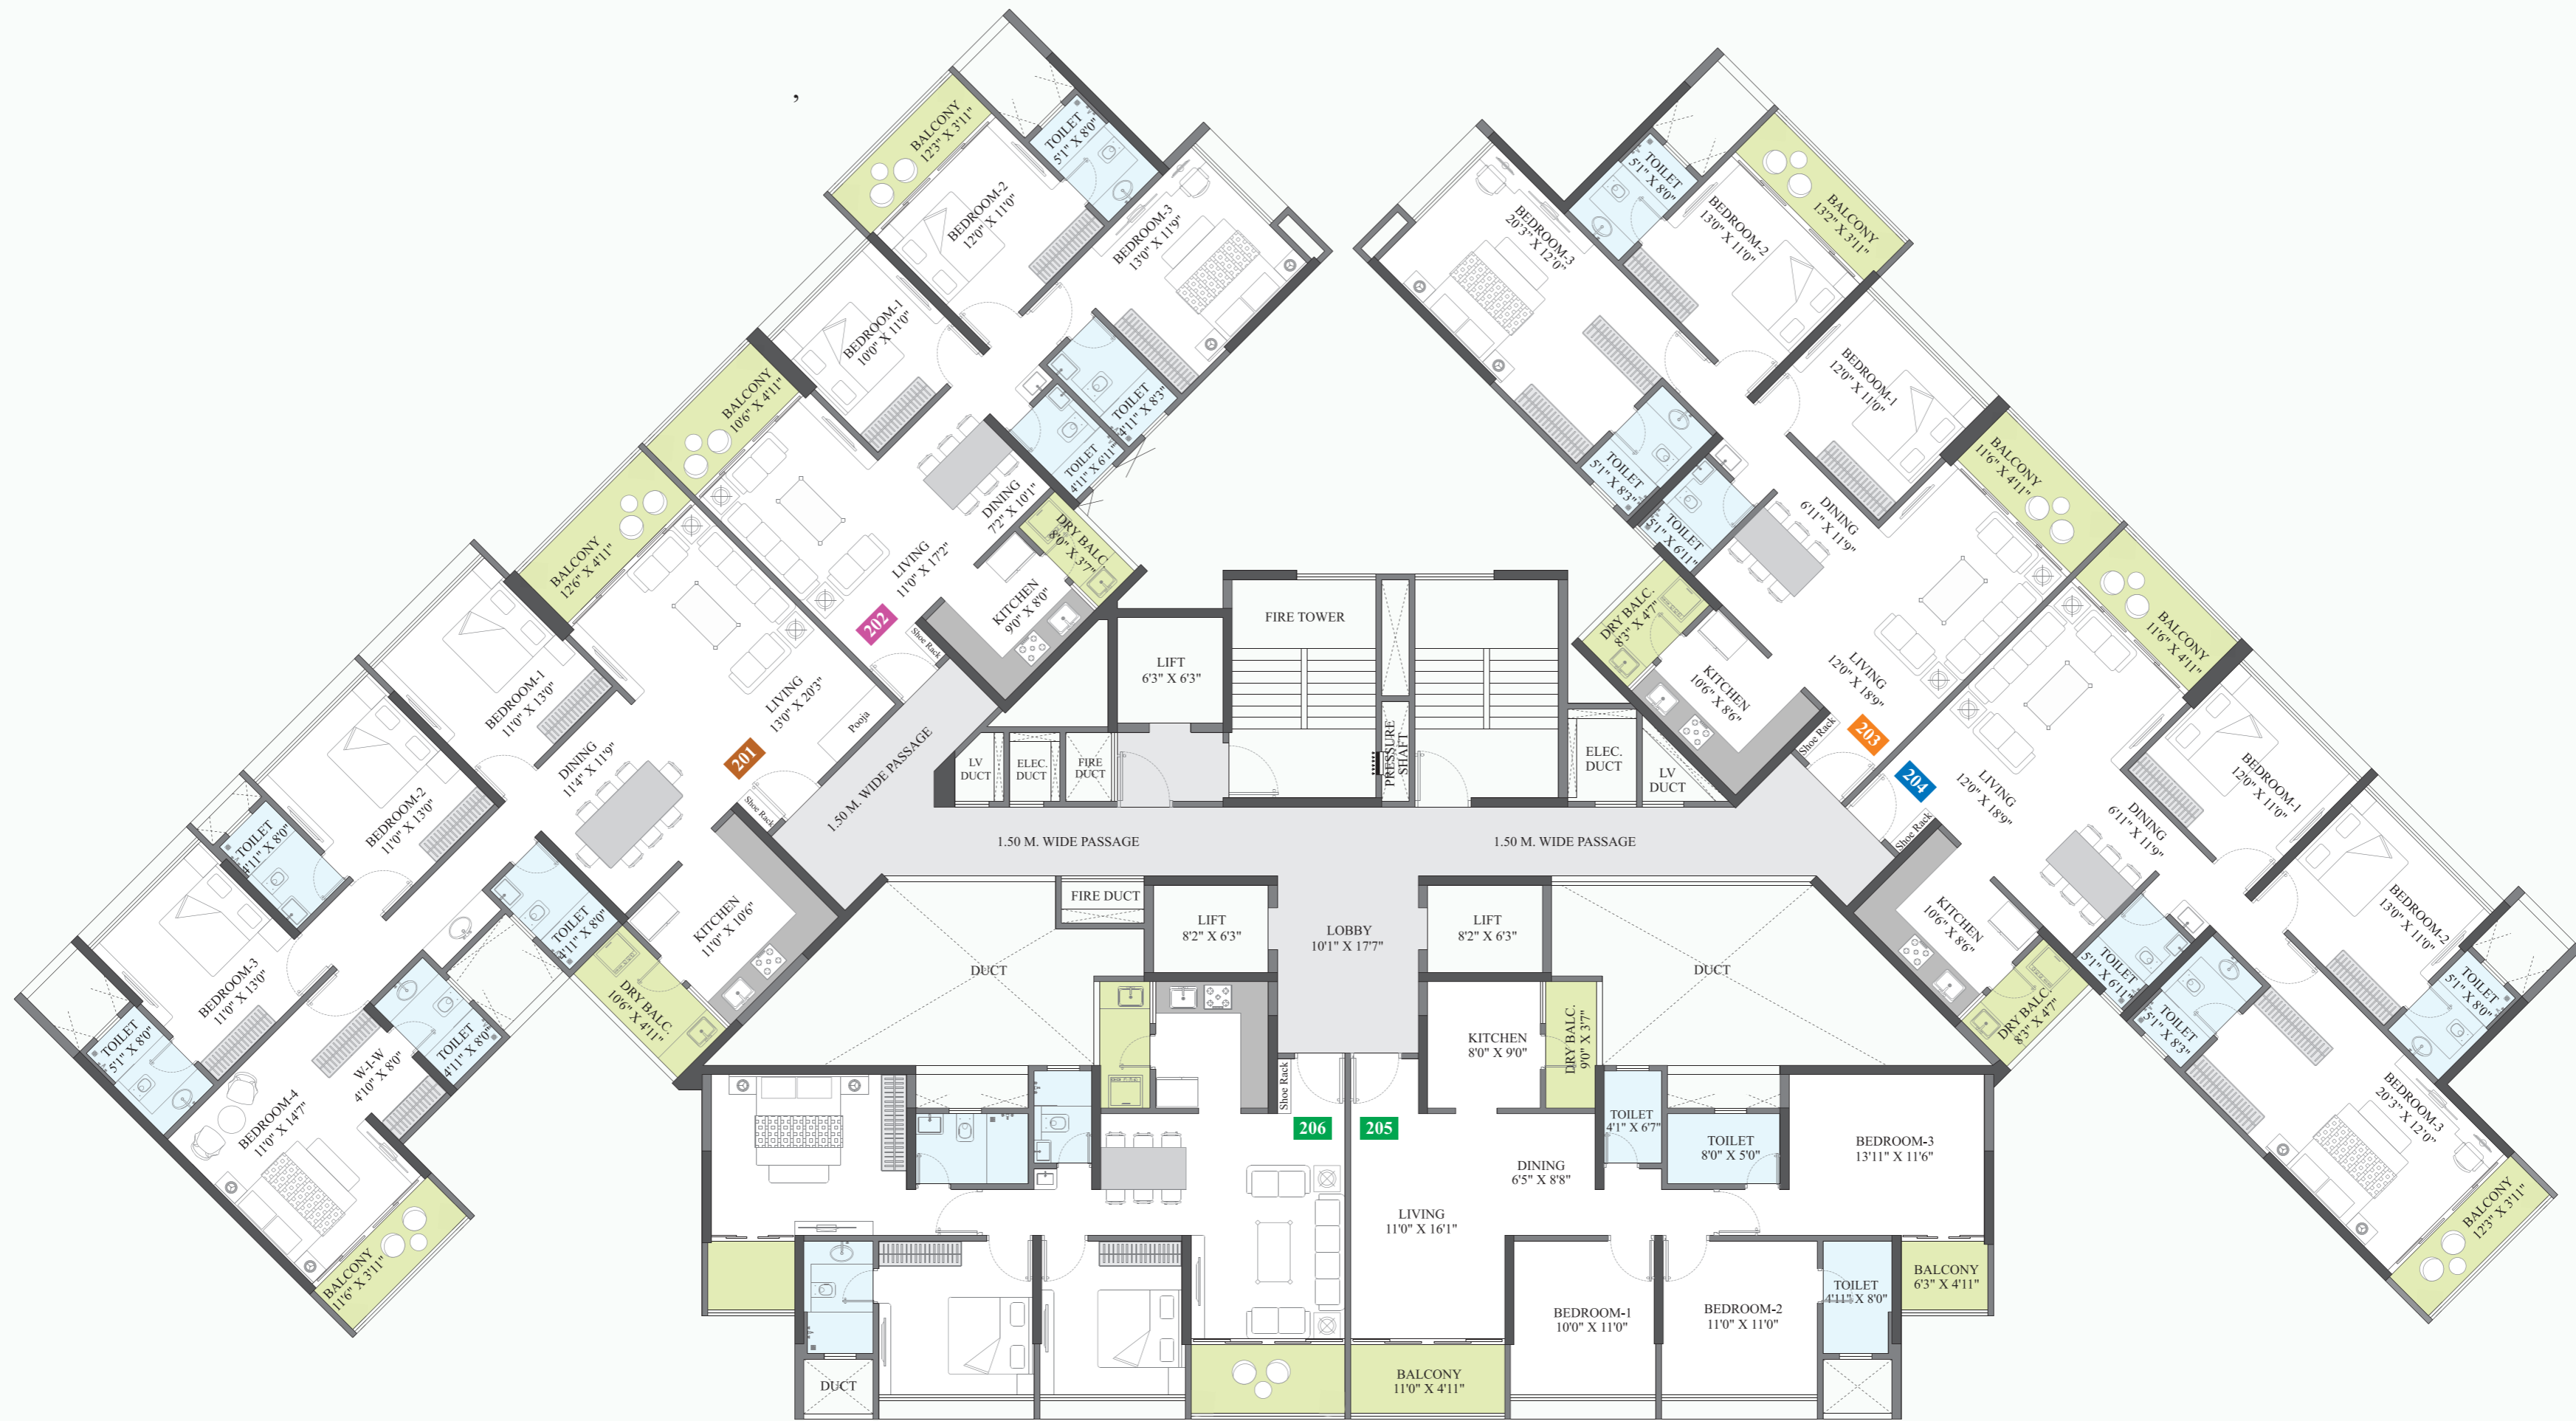 ,
BALCONY
12'3" X 3'11"
TOILET
5'1" X 8'0"
BEDROOM-2
12'0" X 11'0"
BEDROOM-3
13'0" X 11'9"
BEDROOM-1
10'0" X 11'0"
BALCONY
10'6" X 4'11"
TOILET
4'11" X 8'3"
TOILET
4'11" X 6'11"
DINING
7'2" X 10'1"
DRY BALC.
8'0" X 3'7"
LIVING
11'0" X 17'2"
KITCHEN
9'0" X 8'0"
202
Shoe Rack
BALCONY
12'6" X 4'11"
LIVING
13'0" X 20'3"
Pooja
201
Shoe Rack
BEDROOM-1
11'0" X 13'0"
DINING
11'4" X 11'9"
BEDROOM-2
11'0" X 13'0"
TOILET
4'11" X 8'0"
KITCHEN
11'0" X 10'6"
TOILET
4'11" X 8'0"
DRY BALC.
10'6" X 4'11"
BEDROOM-3
11'0" X 13'0"
TOILET
5'1" X 8'0"
W-I-W
4'10" X 8'0"
TOILET
4'11" X 8'0"
BEDROOM-4
11'0" X 14'7"
BALCONY
11'6" X 3'11"
1.50 M. WIDE PASSAGE
1.50 M. WIDE PASSAGE
1.50 M. WIDE PASSAGE
LIFT
6'3" X 6'3"
FIRE TOWER
PRESSURE
SHAFT
LV
DUCT
ELEC.
DUCT
FIRE
DUCT
ELEC.
DUCT
LV
DUCT
FIRE DUCT
LIFT
8'2" X 6'3"
LOBBY
10'1" X 17'7"
LIFT
8'2" X 6'3"
DUCT
DUCT
TOILET
5'1" X 8'0"
BALCONY
13'2" X 3'11"
BEDROOM-3
20'3" X 12'0"
BEDROOM-2
13'0" X 11'0"
BEDROOM-1
12'0" X 11'0"
TOILET
5'1" X 8'3"
TOILET
5'1" X 6'11"
DINING
6'11" X 11'9"
BALCONY
11'6" X 4'11"
DRY BALC.
8'3" X 4'7"
KITCHEN
10'6" X 8'6"
LIVING
12'0" X 18'9"
203
Shoe Rack
BALCONY
11'6" X 4'11"
204
Shoe Rack
LIVING
12'0" X 18'9"
BEDROOM-1
12'0" X 11'0"
DINING
6'11" X 11'9"
KITCHEN
10'6" X 8'6"
BEDROOM-2
13'0" X 11'0"
TOILET
5'1" X 6'11"
TOILET
5'1" X 8'0"
DRY BALC.
8'3" X 4'7"
TOILET
5'1" X 8'3"
BEDROOM-3
20'3" X 12'0"
BALCONY
12'3" X 3'11"
Shoe Rack
206
205
KITCHEN
8'0" X 9'0"
DRY BALC.
9'0" X 3'7"
TOILET
4'1" X 6'7"
TOILET
8'0" X 5'0"
BEDROOM-3
13'11" X 11'6"
DINING
6'5" X 8'8"
LIVING
11'0" X 16'1"
BALCONY
6'3" X 4'11"
TOILET
4'11" X 8'0"
BEDROOM-1
10'0" X 11'0"
BEDROOM-2
11'0" X 11'0"
DUCT
BALCONY
11'0" X 4'11"